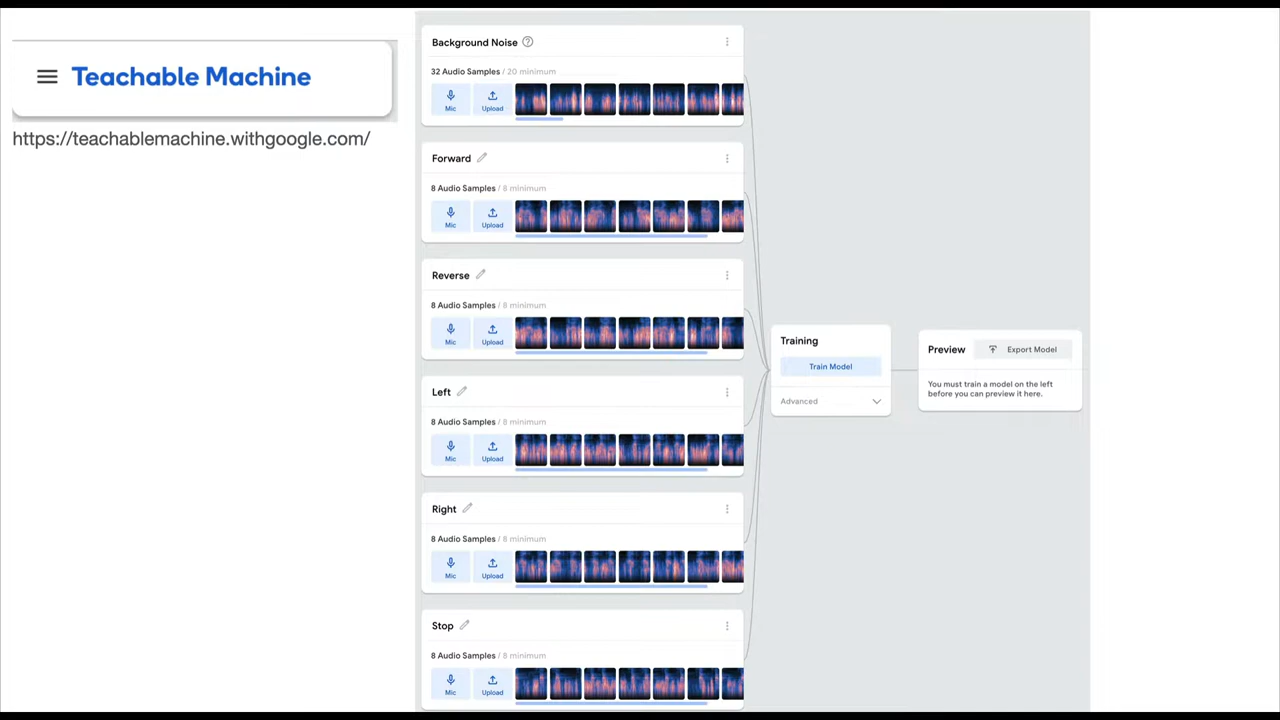 Teachable Machine
https://teachablemachine.withgoogle.com/
Background Noise
32 Audio Samples / 20 minimum
Mic
Upload
Forward
8 Audio Samples / 8 minimum
Mic
Upload
Reverse
8 Audio Samples / 8 minimum
Mic
Upload
Left
8 Audio Samples / 8 minimum
Mic
Upload
Right
8 Audio Samples / 8 minimum
Mic
Upload
Stop
8 Audio Samples / 8 minimum
Mic
Upload
Training
Train Model
Advanced
Preview
Export Model
You must train a model on the left
before you can preview it here.